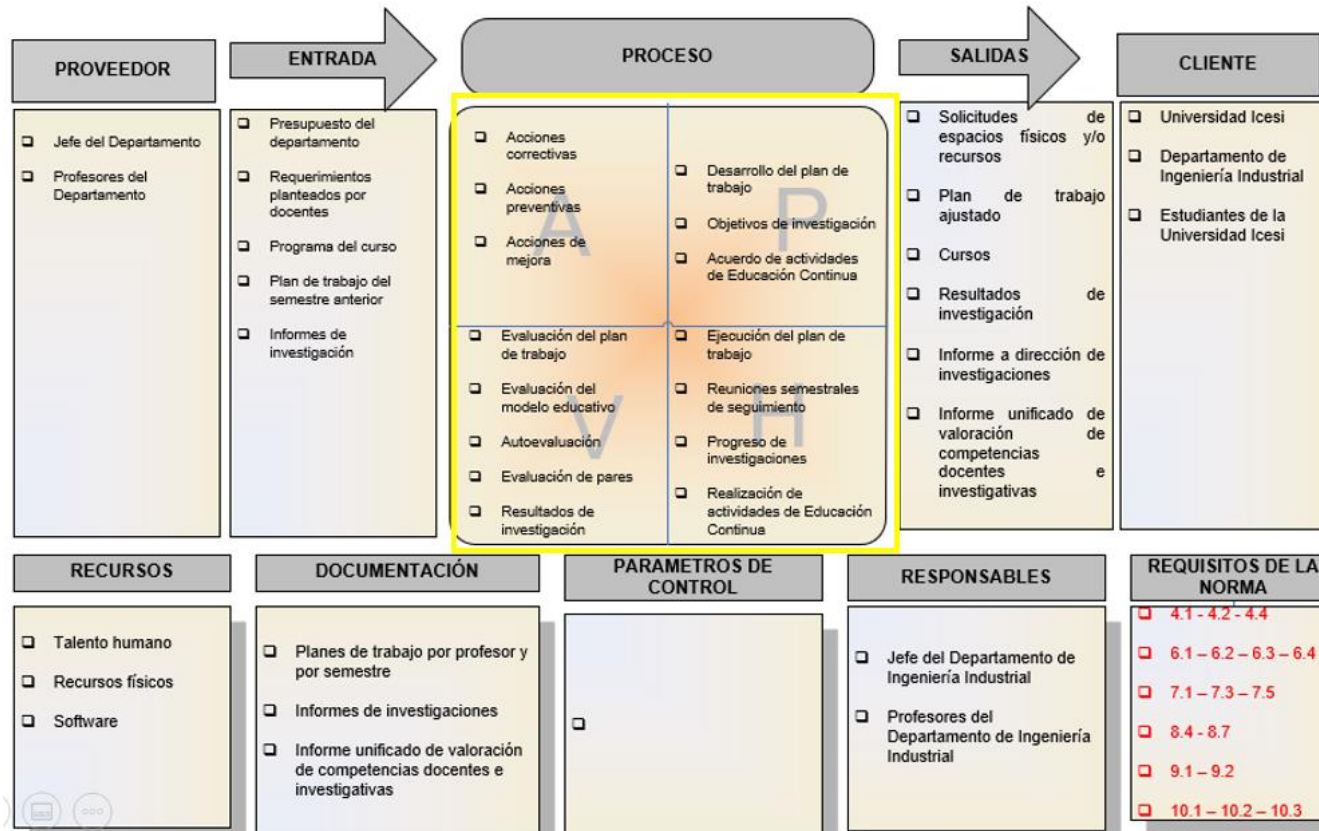 PROVEEDOR
ENTRADA
PROCESO
SALIDAS
CLIENTE
Jefe del Departamento
Profesores del
Departamento
Presupuesto del
departamento
Requerimientos
planteados por
docentes
Programa del curso
Plan de trabajo del
semestre anterior
Informes de
investigación
A
Acciones
correctivas
Acciones
preventivas
Acciones de
mejora
P
Desarrollo del plan de
trabajo
Objetivos de investigación
Acuerdo de actividades
de Educación Continua
V
Evaluación del plan
de trabajo
Evaluación del
modelo educativo
Autoevaluación
Evaluación de pares
Resultados de
investigación
H
Ejecución del plan de
trabajo
Reuniones semestrales
de seguimiento
Progreso de
investigaciones
Realización de
actividades de Educación
Continua
Solicitudes de
espacios físicos y/o
recursos
Plan de trabajo
ajustado
Cursos
Resultados de
investigación
Informe a dirección de
investigaciones
Informe unificado de
valoración de
competencias
docentes e
investigativas
Universidad Icesi
Departamento de
Ingeniería Industrial
Estudiantes de la
Universidad Icesi
RECURSOS
DOCUMENTACIÓN
PARAMETROS DE
CONTROL
RESPONSABLES
REQUISITOS DE LA
NORMA
Talento humano
Recursos físicos
Software
Planes de trabajo por profesor y
por semestre
Informes de investigaciones
Informe unificado de valoración
de competencias docentes e
investigativas
Jefe del Departamento de
Ingeniería Industrial
Profesores del
Departamento de Ingeniería
Industrial
4.1 - 4.2 - 4.4
6.1 – 6.2 – 6.3 – 6.4
7.1 – 7.3 – 7.5
8.4 - 8.7
9.1 – 9.2
10.1 – 10.2 – 10.3